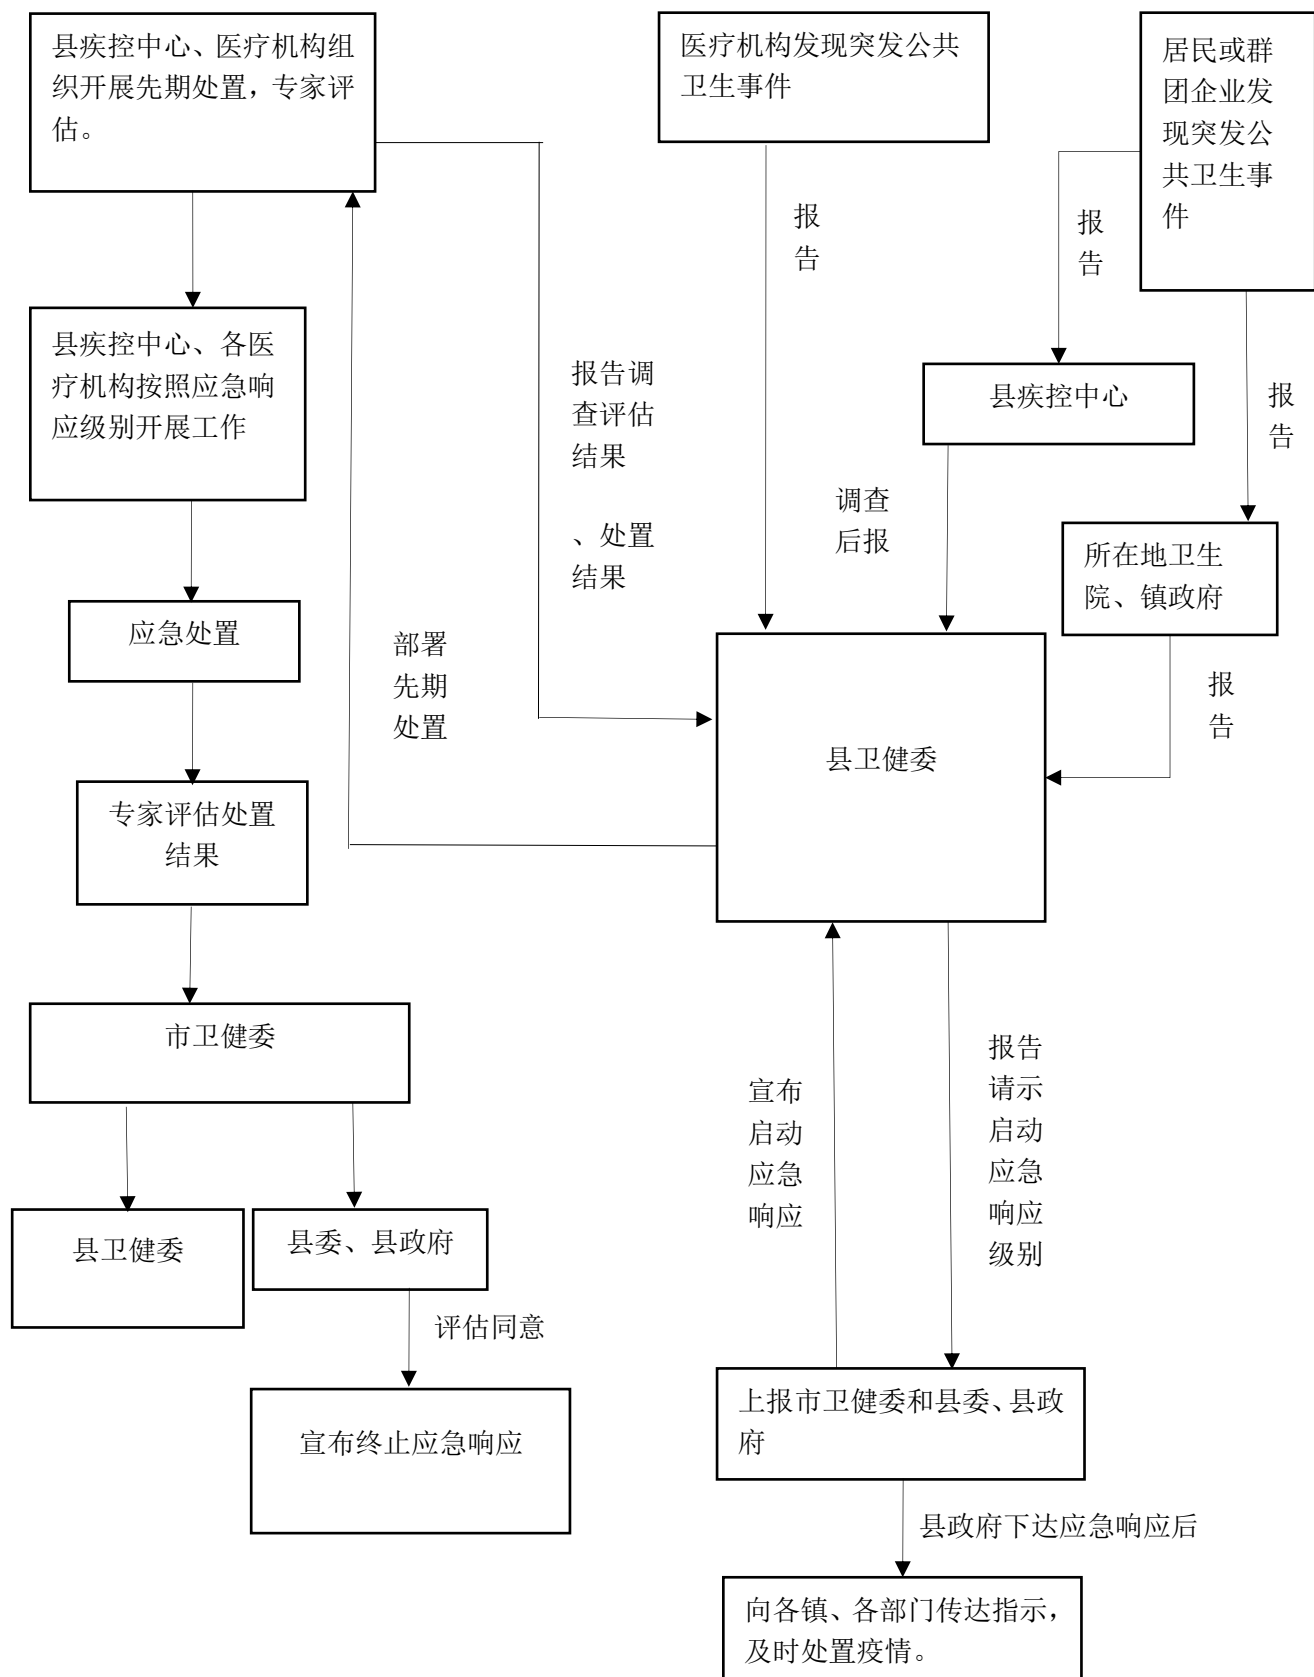 县疾控中心、医疗机构组
织开展先期处置，专家评
估。
医疗机构发现突发公共
卫生事件
居民或群
团企业发
现突发公
共卫生事
件
报
告
报
告
县疾控中心、各医
疗机构按照应急响
应级别开展工作
报告调
查评估
结果
、处置
结果
县疾控中心
报
告
调查
后报
所在地卫生
院、镇政府
应急处置
部署
先期
处置
报
告
县卫健委
专家评估处置
结果
市卫健委
宣布
启动
应急
响应
报告
请示
启动
应急
响应
级别
县卫健委
县委、县政府
评估同意
宣布终止应急响应
上报市卫健委和县委、县政
府
县政府下达应急响应后
向各镇、各部门传达指示，
及时处置疫情。